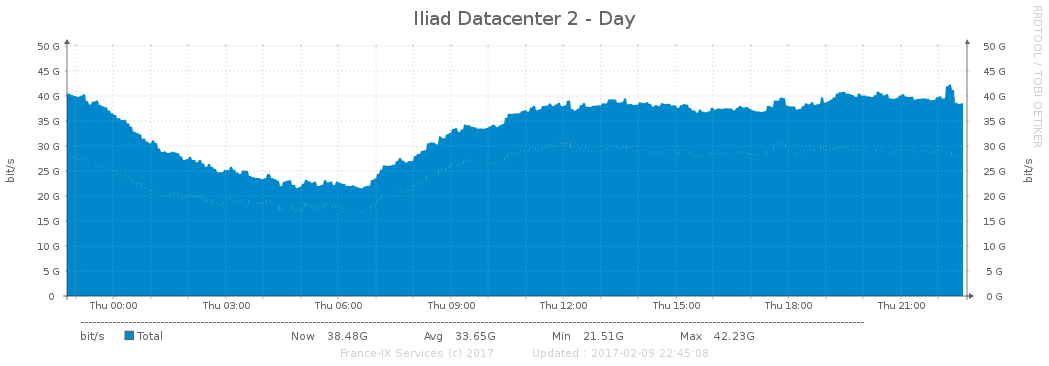 Iliad Datacenter 2 - Day
RRDTOOL / TOBI OETIKER
50 G 50 G
45 G 45 G
40 G 40 G
35 G 35 G
30 G 30 G
25 G 25 G
20 G 20 G
15 G 15 G
10 G 10 G
5 G 5 G
0 0 G
bit/s bit/s
Thu 00:00 Thu 03:00 Thu 06:00 Thu 09:00 Thu 12:00 Thu 15:00 Thu 18:00 Thu 21:00
bit/s Total Now 38.48G Avg 33.65G Min 21.51G Max 42.23G
France-IX Services (c) 2017 Updated : 2017-02-09 22:45:08